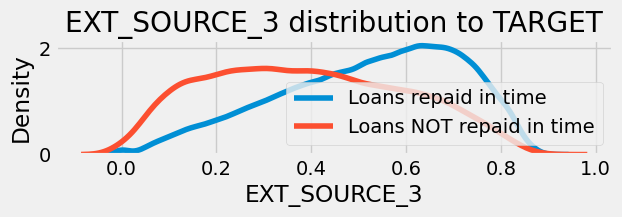 EXT_SOURCE_3 distribution to TARGET
Density
2
0
Loans repaid in time
Loans NOT repaid in time
0.0 0.2 0.4 0.6 0.8 1.0
EXT_SOURCE_3